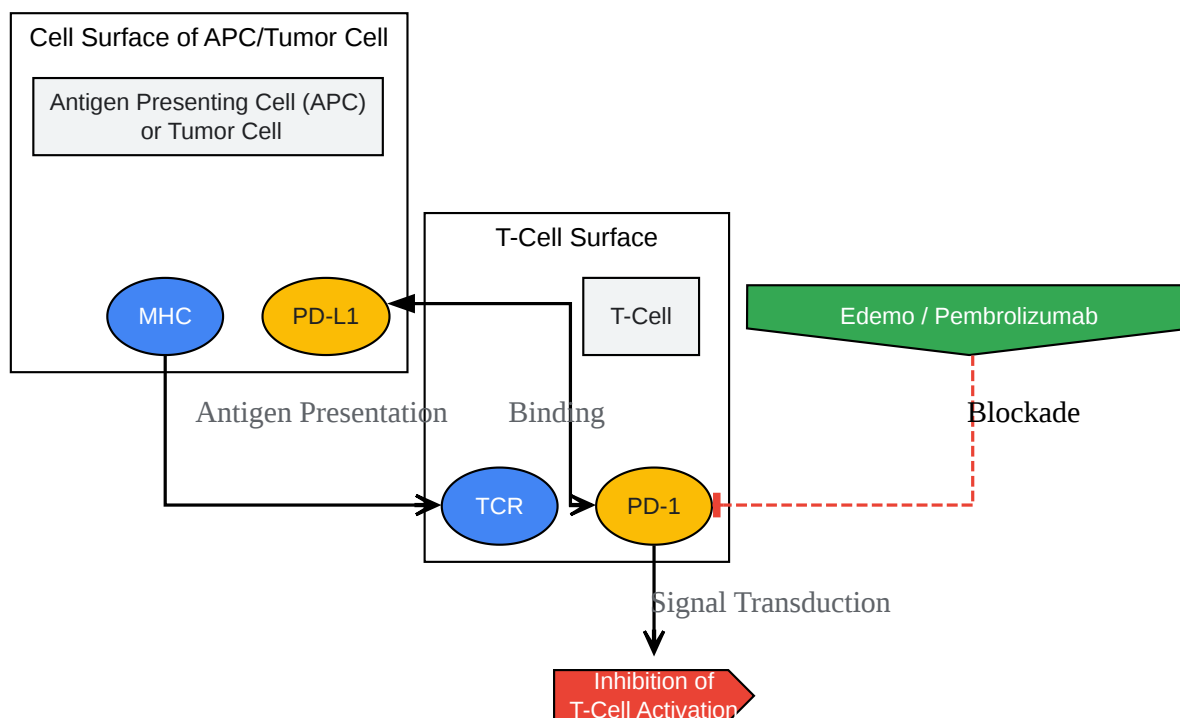 Cell Surface of APC/Tumor Cell
Antigen Presenting Cell (APC)
or Tumor Cell
T-Cell Surface
MHC
PD-L1
T-Cell
Edemo / Pembrolizumab
Antigen Presentation
Binding
Blockade
TCR
PD-1
Signal Transduction
Inhibition of
T-Cell Activation